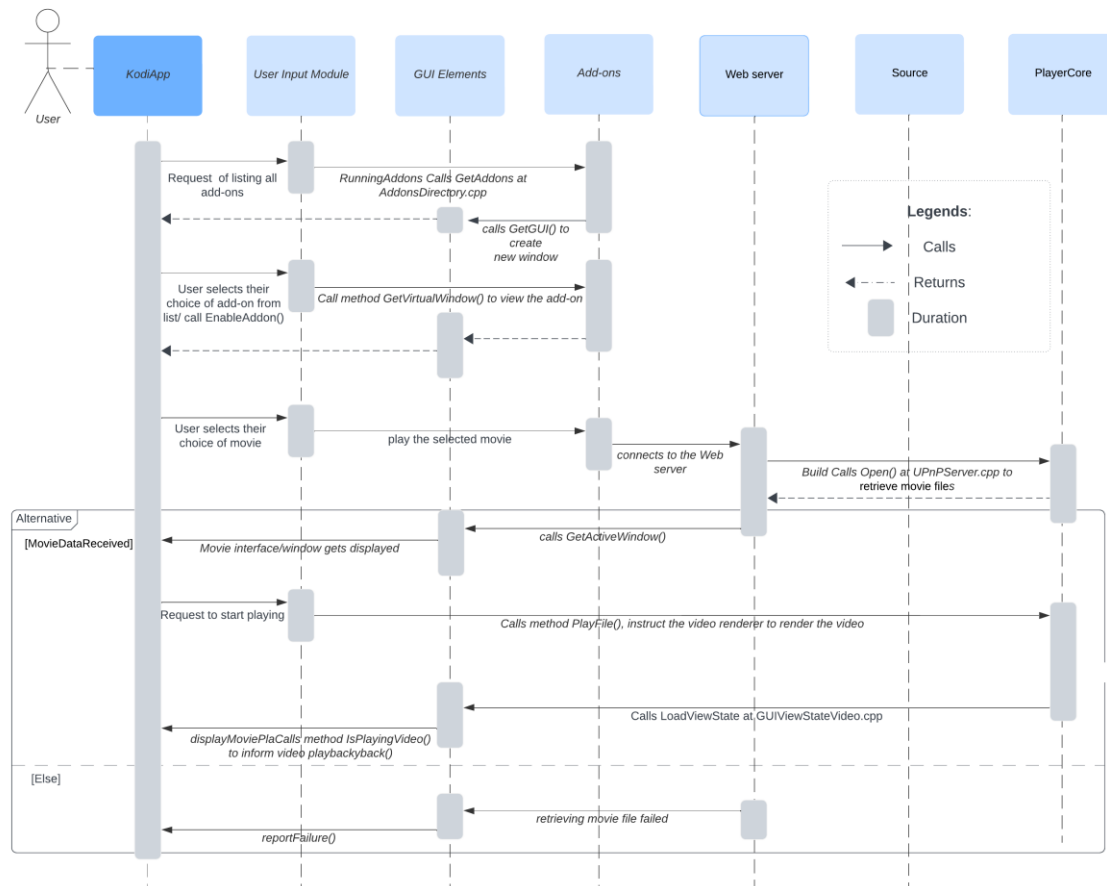 KodiApp
User Input Module
GUI Elements
Add-ons
Web server
Source
PlayerCore
User
Request of listing all
add-ons
RunningAddons Calls GetAddons at
AddonsDirectory.cpp
calls GetGUI() to
create
new window
Legends:
Calls
Returns
Duration
User selects their
choice of add-on from
list/ call EnableAddon()
Call method GetVirtualWindow() to view the add-on
User selects their
choice of movie
play the selected movie
connects to the Web
server
Build Calls Open() at UPnPServer.cpp to
retrieve movie files
Alternative
[MovieDataReceived]
calls GetActiveWindow()
Movie interface/window gets displayed
Request to start playing
Calls method PlayFile(), instruct the video renderer to render the video
Calls LoadViewState at GUIViewStateVideo.cpp
displayMoviePlaCalls method IsPlayingVideo()
to inform video playbackyback()
[Else]
retrieving movie file failed
reportFailure()